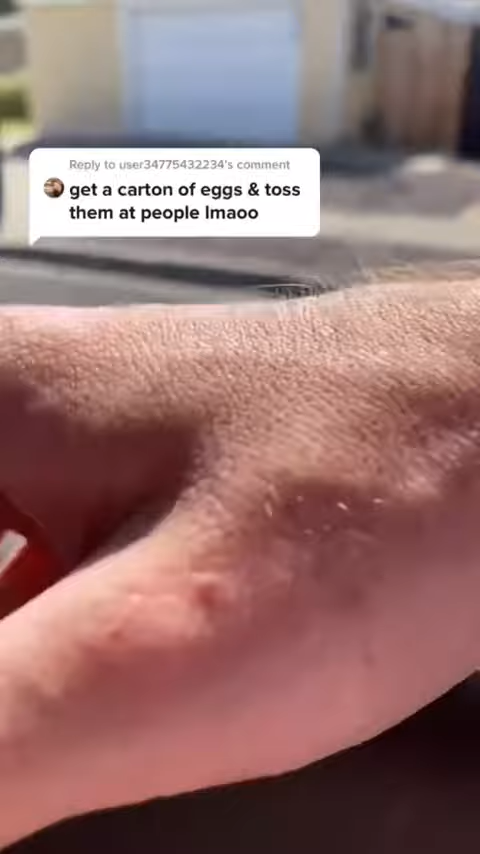 Reply to user34775432234's comment
get a carton of eggs & toss
them at people lmaoo